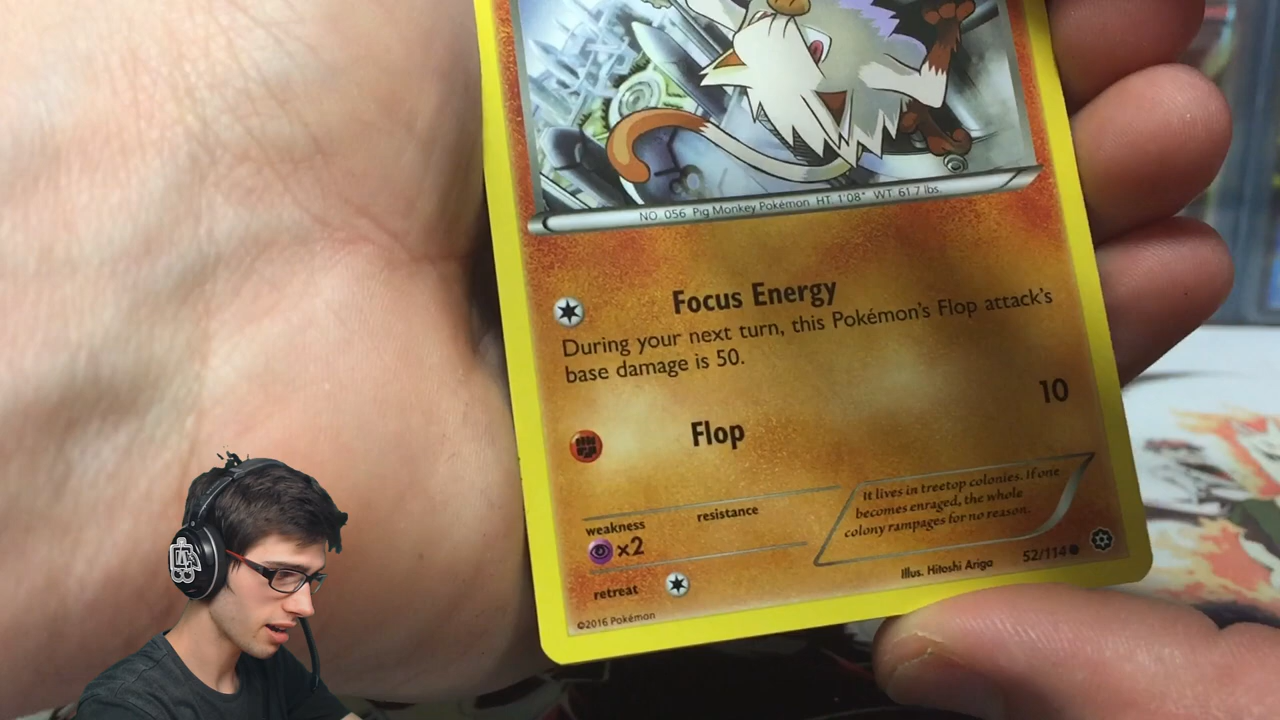 NO. 056 Pig Monkey Pokémon HT. 1'08" WT. 61.7 lbs.
Focus Energy
During your next turn, this Pokémon's Flop attack's
base damage is 50.
Flop 10
weakness
x2
resistance
It lives in treetop colonies. If one
becomes enraged, the whole
colony rampages for no reason.
retreat
Illus. Hitoshi Ariga
52/114
©2016 Pokémon